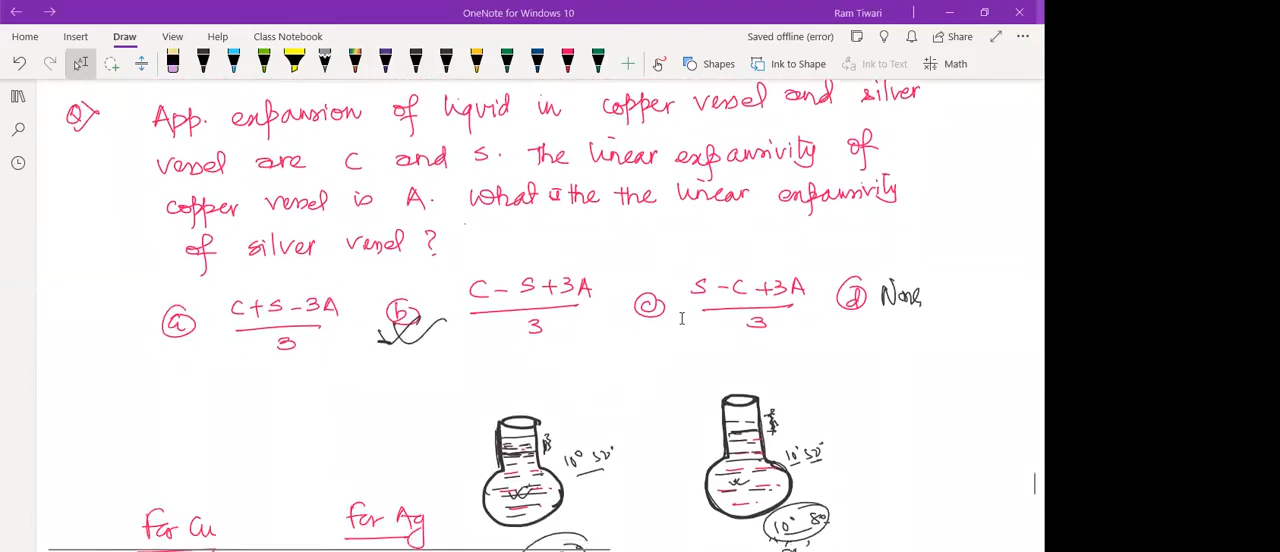 OneNote for Windows 10
Ram Tiwari
Home Insert Draw View Help Class Notebook
Saved offline (error) Share
Shapes Ink to Shape Ink to Text Math
Q> App. expansion of liquid in copper vessel and silver
vessel are C and S. The linear expansivity of
copper vessel is A. What is the the linear expansivity
of silver vessel ?
(a) C+S-3A / 3 (b) C-S+3A / 3 (c) S-C+3A / 3 (d) None
10° 50°
10° 50°
10° 80
for Cu for Ag